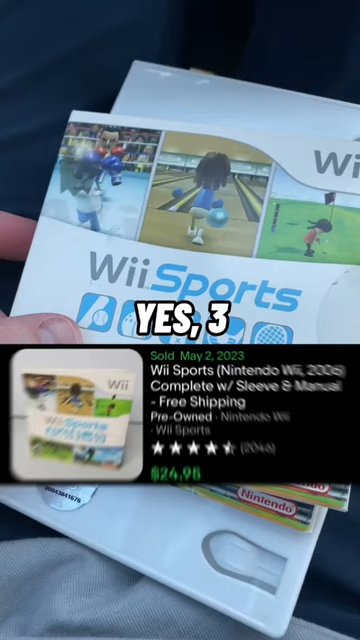 Wii
Wii Sports
YES, 3
Sold May 2, 2023
Wii Sports (Nintendo Wii, 2006)
Complete w/ Sleeve & Manual
- Free Shipping
Pre-Owned · Nintendo Wii
· Wii Sports
(2046)
$24.98
Wii
Wii Sports
Nintendo